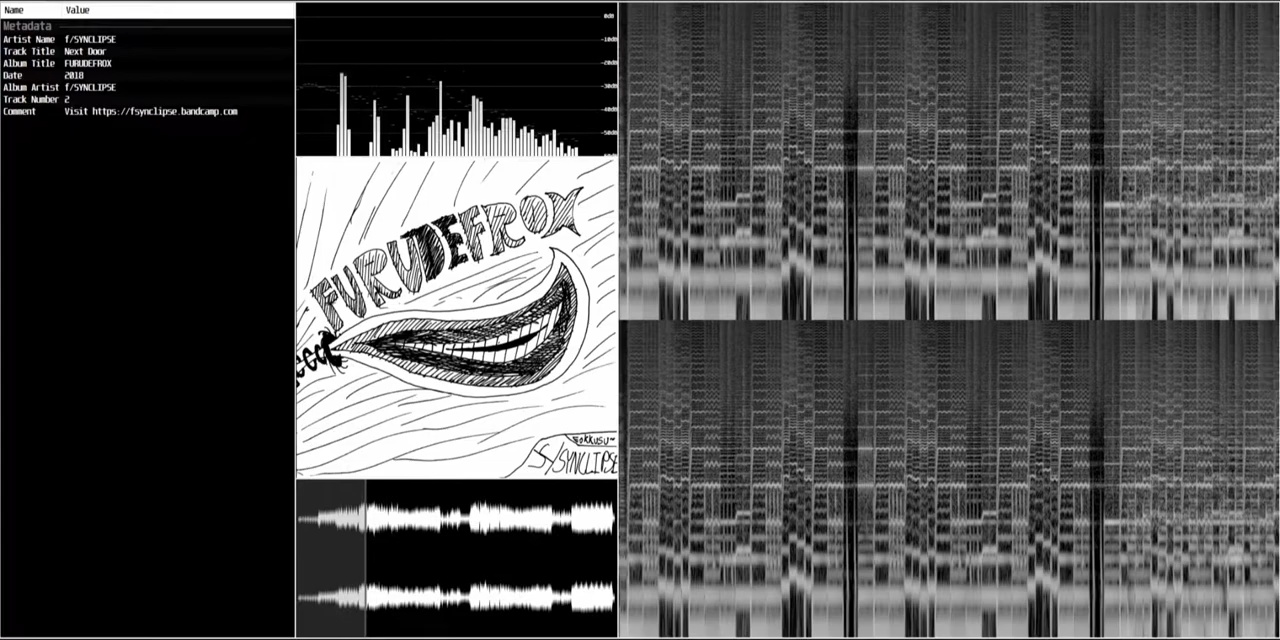 Name Value
Metadata
Artist Name f/SYNCLIPSE
Track Title Next Door
Album Title FURUDEFROX
Date 2018
Album Artist f/SYNCLIPSE
Track Number 2
Comment Visit https://fsynclipse.bandcamp.com
0dB
-10dB
-20dB
-30dB
-40dB
-50dB
FURUDEFROX
f/SYNCLIPSE